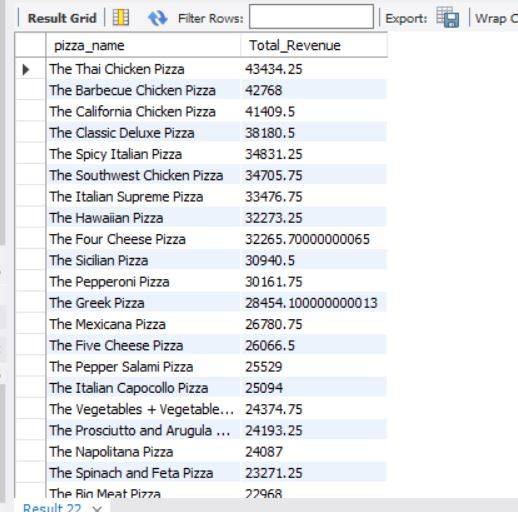 Result Grid Filter Rows: Export: Wrap C
pizza_name Total_Revenue
The Thai Chicken Pizza 43434.25
The Barbecue Chicken Pizza 42768
The California Chicken Pizza 41409.5
The Classic Deluxe Pizza 38180.5
The Spicy Italian Pizza 34831.25
The Southwest Chicken Pizza 34705.75
The Italian Supreme Pizza 33476.75
The Hawaiian Pizza 32273.25
The Four Cheese Pizza 32265.70000000065
The Sicilian Pizza 30940.5
The Pepperoni Pizza 30161.75
The Greek Pizza 28454.100000000013
The Mexicana Pizza 26780.75
The Five Cheese Pizza 26066.5
The Pepper Salami Pizza 25529
The Italian Capocollo Pizza 25094
The Vegetables + Vegetable... 24374.75
The Prosciutto and Arugula ... 24193.25
The Napolitana Pizza 24087
The Spinach and Feta Pizza 23271.25
The Big Meat Pizza 22968
Result 22 ×